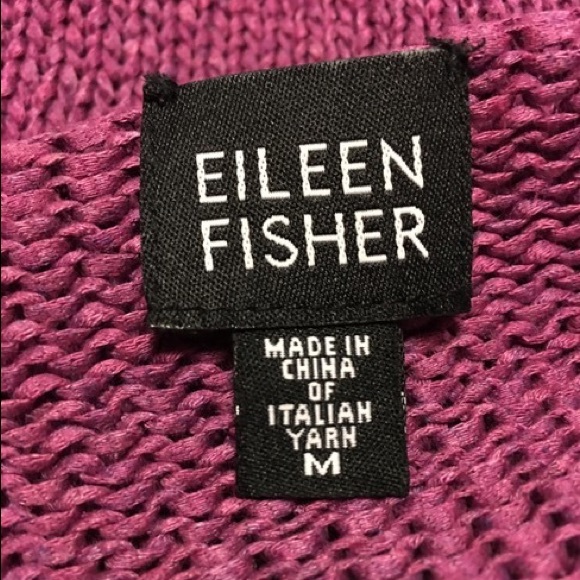 EILEEN
FISHER
MADE IN
CHINA
OF
ITALIAN
YARN
M